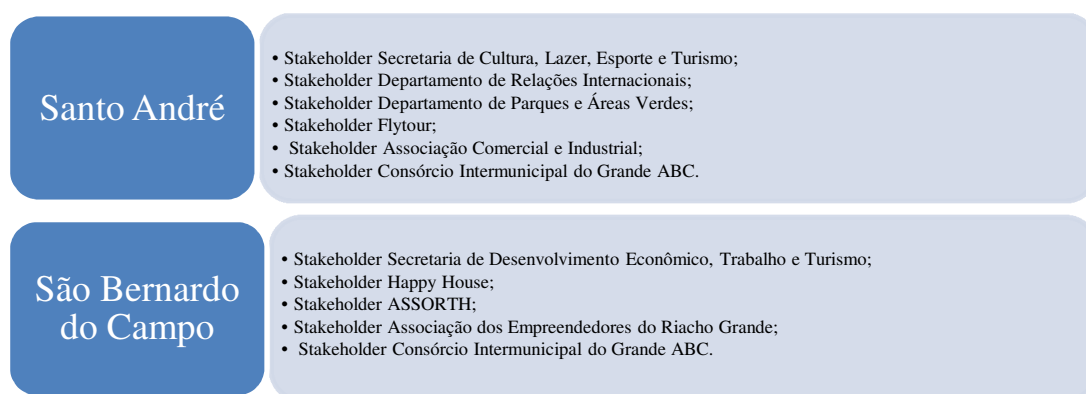 Santo André
• Stakeholder Secretaria de Cultura, Lazer, Esporte e Turismo;
• Stakeholder Departamento de Relações Internacionais;
• Stakeholder Departamento de Parques e Áreas Verdes;
• Stakeholder Flytour;
• Stakeholder Associação Comercial e Industrial;
• Stakeholder Consórcio Intermunicipal do Grande ABC.
São Bernardo
do Campo
• Stakeholder Secretaria de Desenvolvimento Econômico, Trabalho e Turismo;
• Stakeholder Happy House;
• Stakeholder ASSORTH;
• Stakeholder Associação dos Empreendedores do Riacho Grande;
• Stakeholder Consórcio Intermunicipal do Grande ABC.